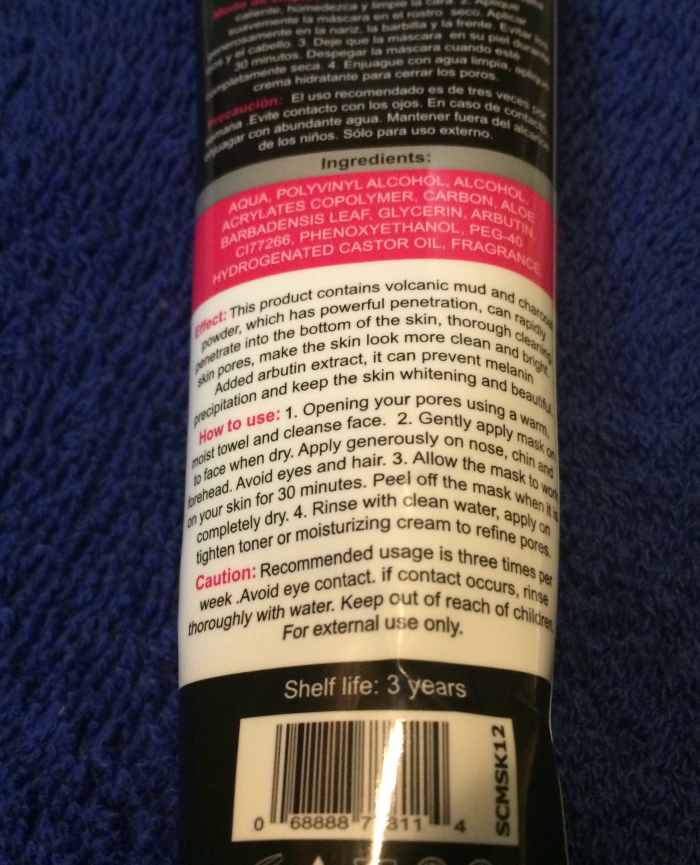 Modo de
caliente, humedezca y limpie la cara. 2. Aplique
suavemente la máscara en el rostro seco. Aplicar
generosamente en la nariz, la barbilla y la frente. Evitar los
ojos y el cabello. 3. Deje que la máscara en su piel durante
30 minutos. Despegar la máscara cuando esté
completamente seca. 4. Enjuague con agua limpia, aplique
crema hidratante para cerrar los poros.
Precaución: El uso recomendado es de tres veces por
semaña .Evite contacto con los ojos. En caso de contacto,
enjuagar con abundante agua. Mantener fuera del alcance
de los niños. Sólo para uso externo.
Ingredients:
AQUA, POLYVINYL ALCOHOL, ALCOHOL,
ACRYLATES COPOLYMER, CARBON, ALOE
BARBADENSIS LEAF, GLYCERIN, ARBUTIN,
CI77266, PHENOXYETHANOL, PEG-40
HYDROGENATED CASTOR OIL, FRAGRANCE
Effect: This product contains volcanic mud and charcoal
powder, which has powerful penetration, can rapidly
penetrate into the bottom of the skin, thorough cleaning
skin pores, make the skin look more clean and bright.
Added arbutin extract, it can prevent melanin
precipitation and keep the skin whitening and beautiful.
How to use: 1. Opening your pores using a warm,
moist towel and cleanse face. 2. Gently apply mask on
to face when dry. Apply generously on nose, chin and
forehead. Avoid eyes and hair. 3. Allow the mask to work
on your skin for 30 minutes. Peel off the mask when it is
completely dry. 4. Rinse with clean water, apply on
tighten toner or moisturizing cream to refine pores.
Caution: Recommended usage is three times per
week .Avoid eye contact. if contact occurs, rinse
thoroughly with water. Keep out of reach of children.
For external use only.
Shelf life: 3 years
SCMSK12
0 68888 7 811 4